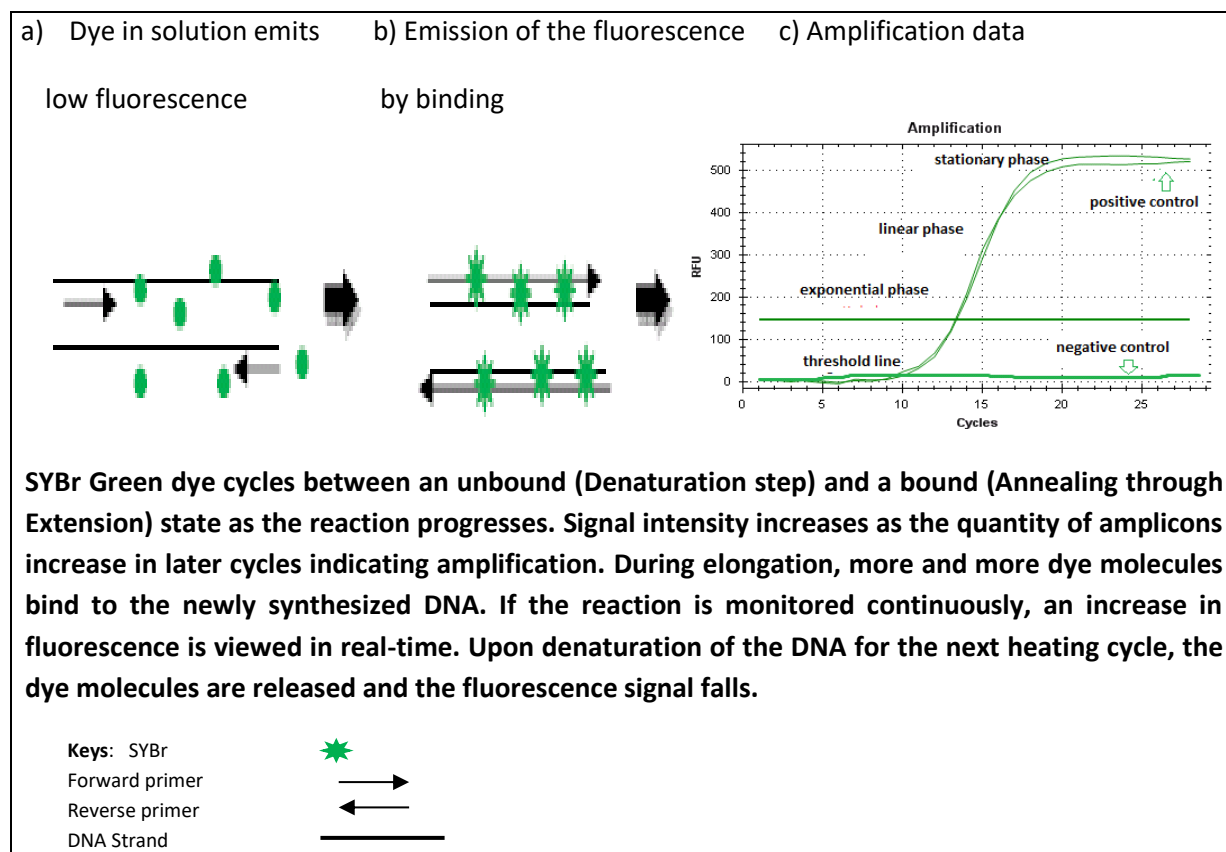 a) Dye in solution emits b) Emission of the fluorescence c) Amplification data
low fluorescence by binding
Amplification
500
400
300
200
100
0
RFU
stationary phase
positive control
linear phase
exponential phase
negative control
threshold line
0 5 10 15 20 25
Cycles
SYBr Green dye cycles between an unbound (Denaturation step) and a bound (Annealing through
Extension) state as the reaction progresses. Signal intensity increases as the quantity of amplicons
increase in later cycles indicating amplification. During elongation, more and more dye molecules
bind to the newly synthesized DNA. If the reaction is monitored continuously, an increase in
fluorescence is viewed in real-time. Upon denaturation of the DNA for the next heating cycle, the
dye molecules are released and the fluorescence signal falls.
Keys: SYBr
Forward primer
Reverse primer
DNA Strand